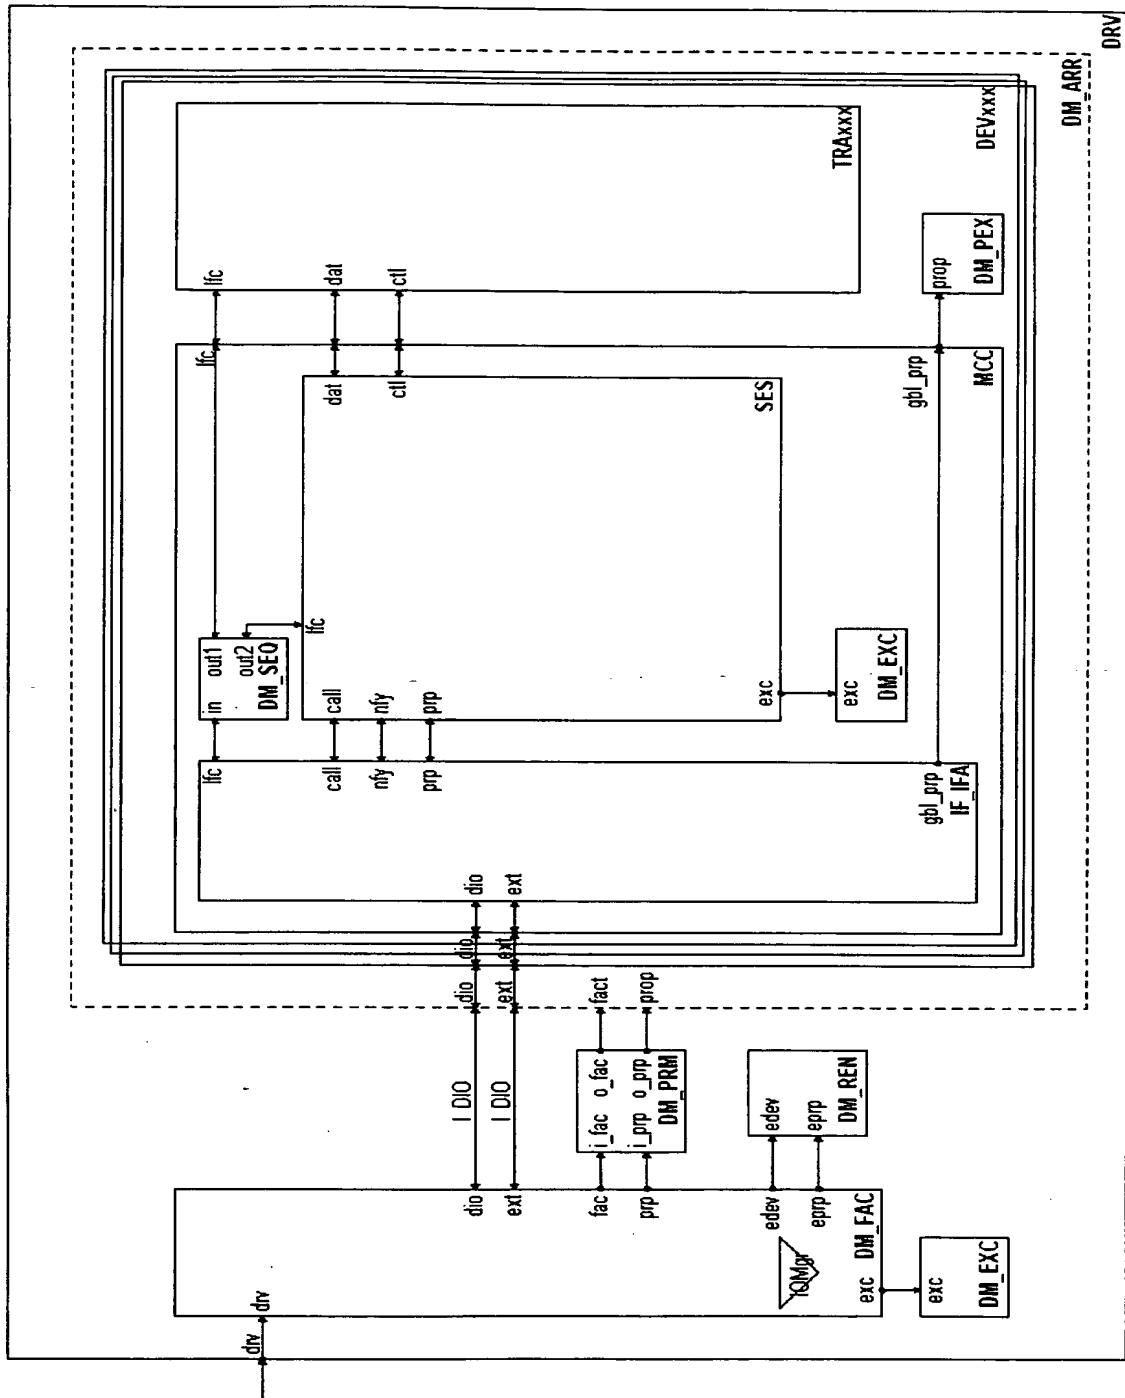 drv
drv
DM_FAC
IOMgr
exc
exc
DM_EXC
dio
ext
fac
prp
edev
eprp
edev
eprp
DM_REN
I_DIO
I_DIO
i_fac o_fac
i_prp o_prp
DM_PRM
fact
prop
dio
ext
dio
ext
dio
ext
IF_IFA
lfc
call
nfy
prp
gbl_prp
in out1
out2
DM_SEQ
call
nfy
prp
lfc
exc
exc
DM_EXC
dat
ctl
SES
lfc
gbl_prp
MCC
lfc
dat
ctl
TRAxxx
prop
DM_PEX
DEVxxx
DM_ARR
DRV